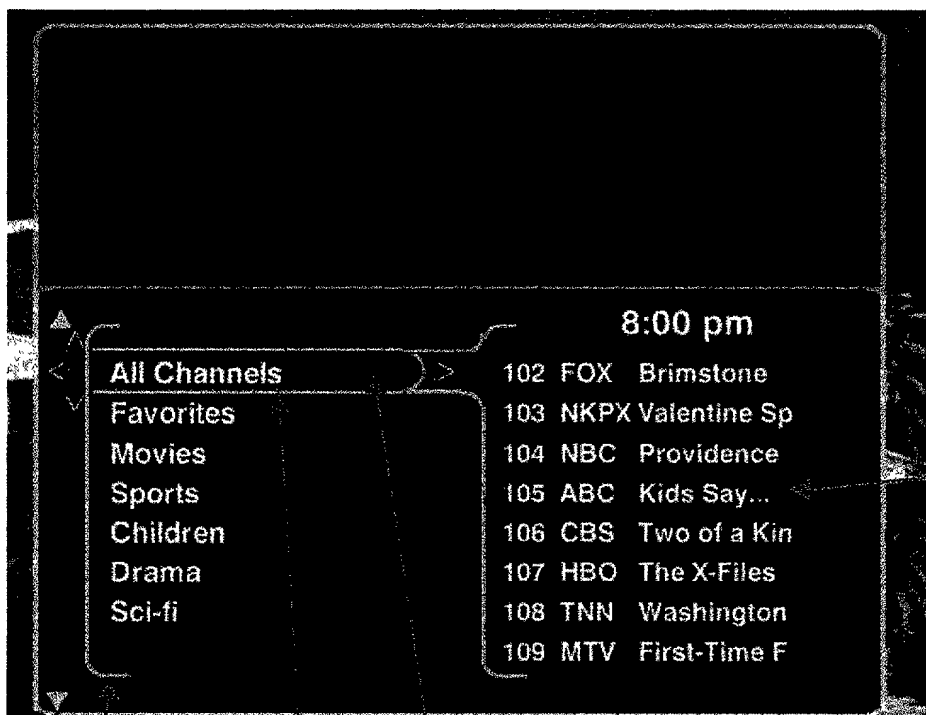 8:00 pm
All Channels
Favorites
Movies
Sports
Children
Drama
Sci-fi
102 FOX Brimstone
103 NKPX Valentine Sp
104 NBC Providence
105 ABC Kids Say...
106 CBS Two of a Kin
107 HBO The X-Files
108 TNN Washington
109 MTV First-Time F